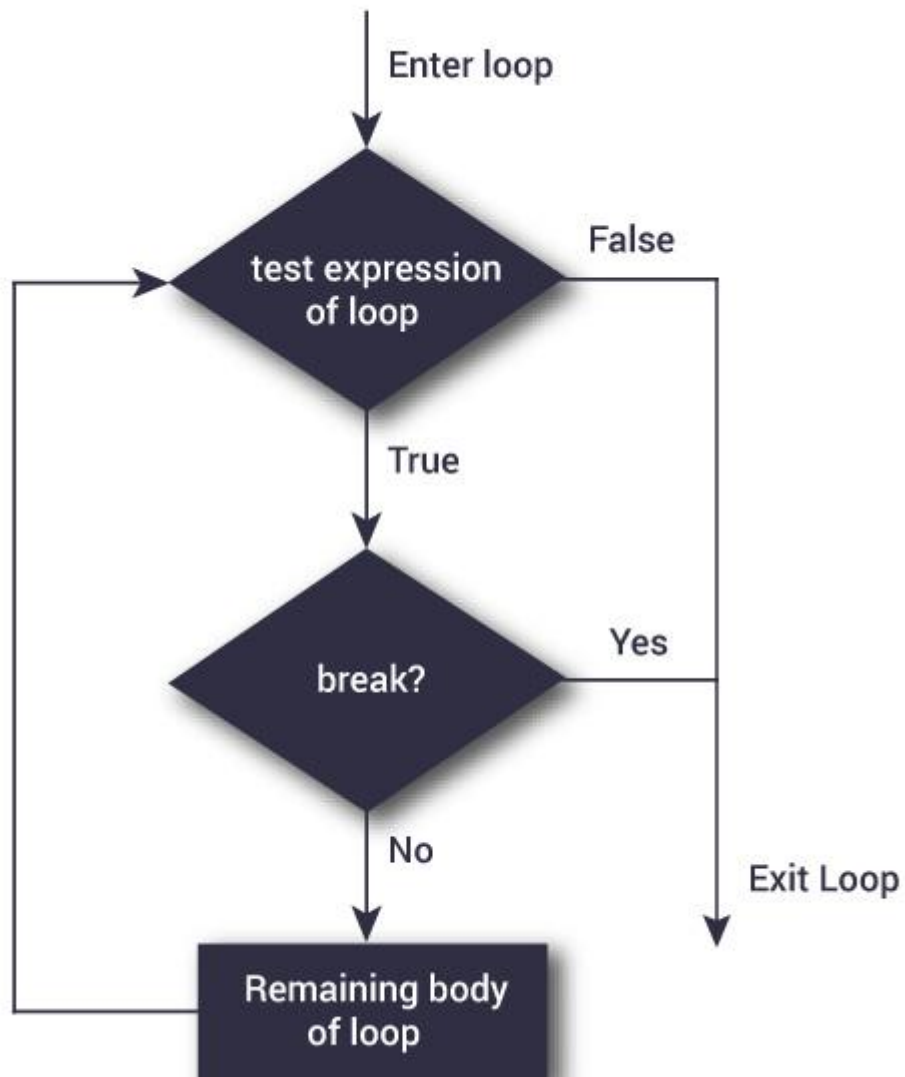 Enter loop
False
test expression
of loop
True
Yes
break?
No
Exit Loop
Remaining body
of loop